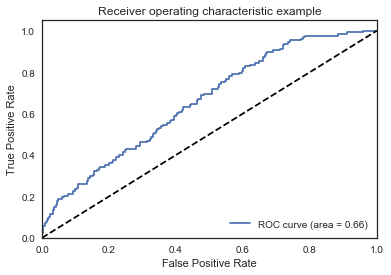 Receiver operating characteristic example
True Positive Rate
1.0
0.8
0.6
0.4
0.2
0.0
ROC curve (area = 0.66)
0.0 0.2 0.4 0.6 0.8 1.0
False Positive Rate